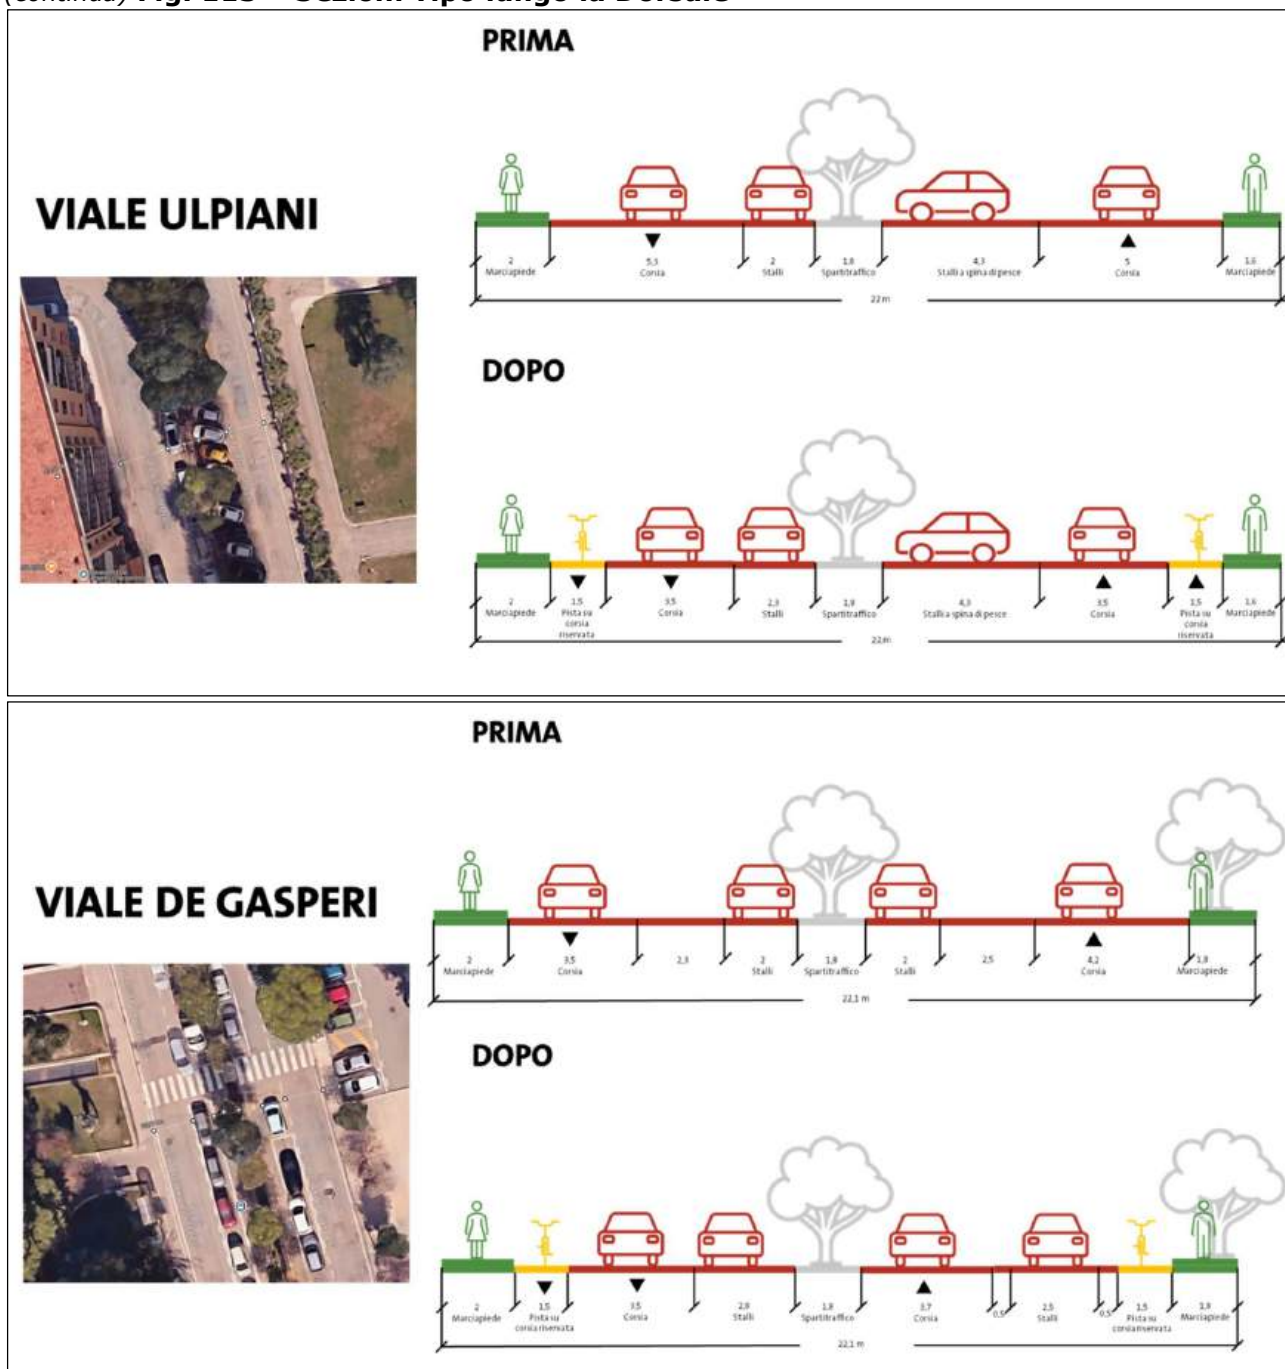 (continua) Fig. 113 – Sezioni Tipo lungo la Dorsale
PRIMA
VIALE ULPIANI
2
Marciapiede
5,3
Corsia
2
Stalli
1,8
Spartitraffico
4,3
Stalli a spina di pesce
5
Corsia
1,6
Marciapiede
22 m
DOPO
2
Marciapiede
1,5
Pista su
corsia
riservata
3,5
Corsia
2,3
Stalli
1,8
Spartitraffico
4,3
Stalli a spina di pesce
3,5
Corsia
1,5
Pista su
corsia
riservata
1,6
Marciapiede
22 m
PRIMA
VIALE DE GASPERI
2
Marciapiede
3,5
Corsia
2,3
2
Stalli
1,8
Spartitraffico
2
Stalli
2,5
4,2
Corsia
1,8
Marciapiede
22,1 m
DOPO
2
Marciapiede
1,5
Pista su
corsia riservata
3,5
Corsia
2,8
Stalli
1,8
Spartitraffico
3,7
Corsia
0,5
2,5
Stalli
0,5
1,5
Pista su
corsia riservata
1,8
Marciapiede
22,1 m